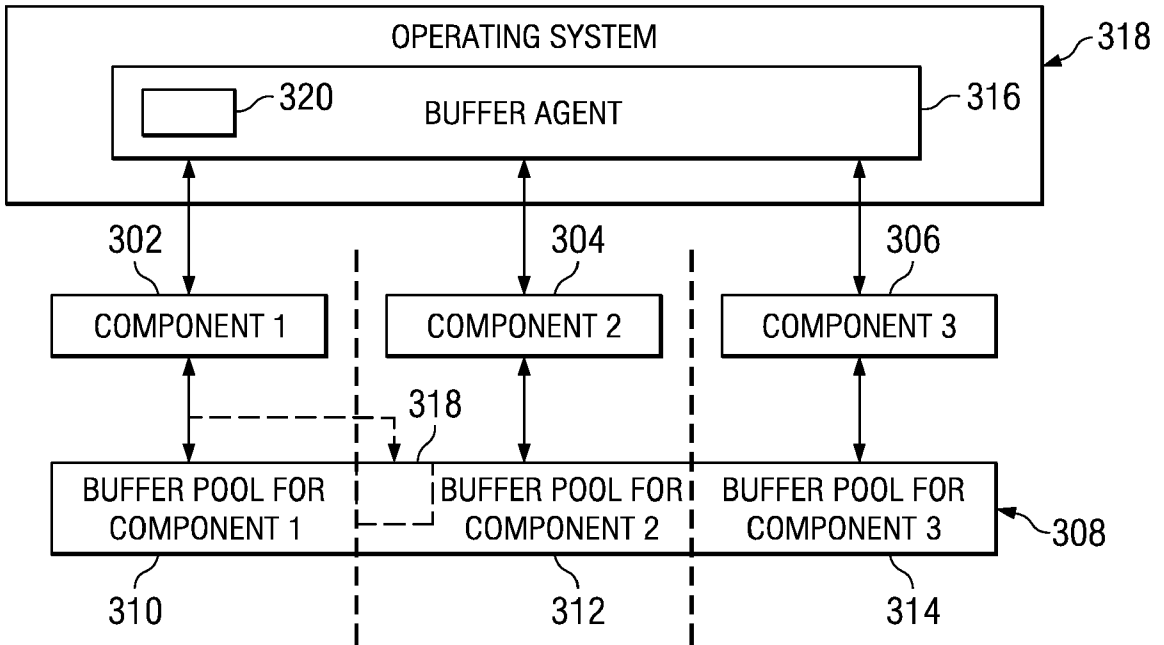 OPERATING SYSTEM
318
320
BUFFER AGENT
316
302
304
306
COMPONENT 1
COMPONENT 2
COMPONENT 3
318
BUFFER POOL FOR
COMPONENT 1
BUFFER POOL FOR
COMPONENT 2
BUFFER POOL FOR
COMPONENT 3
308
310
312
314